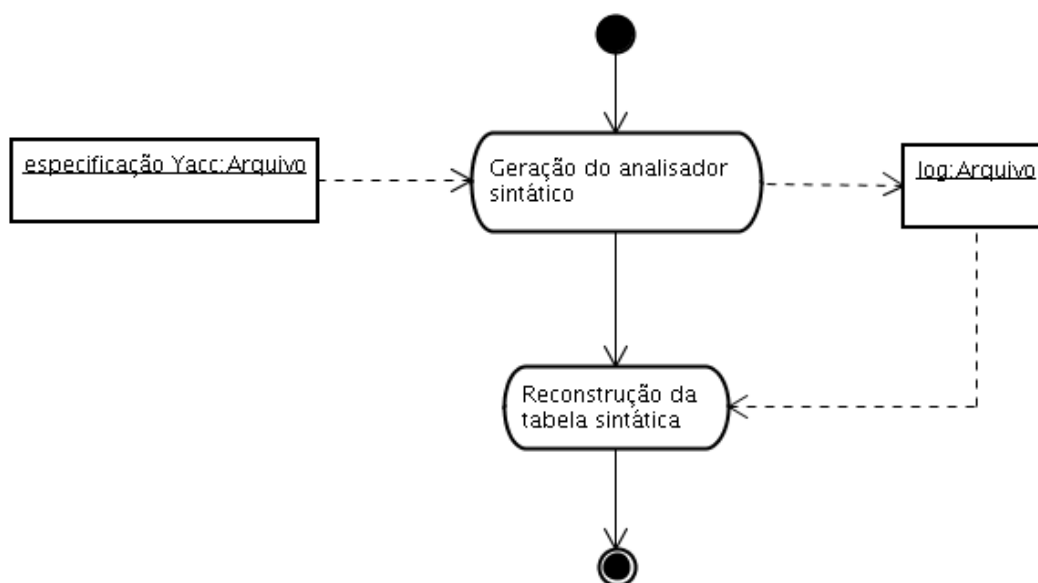 especificação Yacc:Arquivo
Geração do analisador
sintático
log:Arquivo
Reconstrução da
tabela sintática